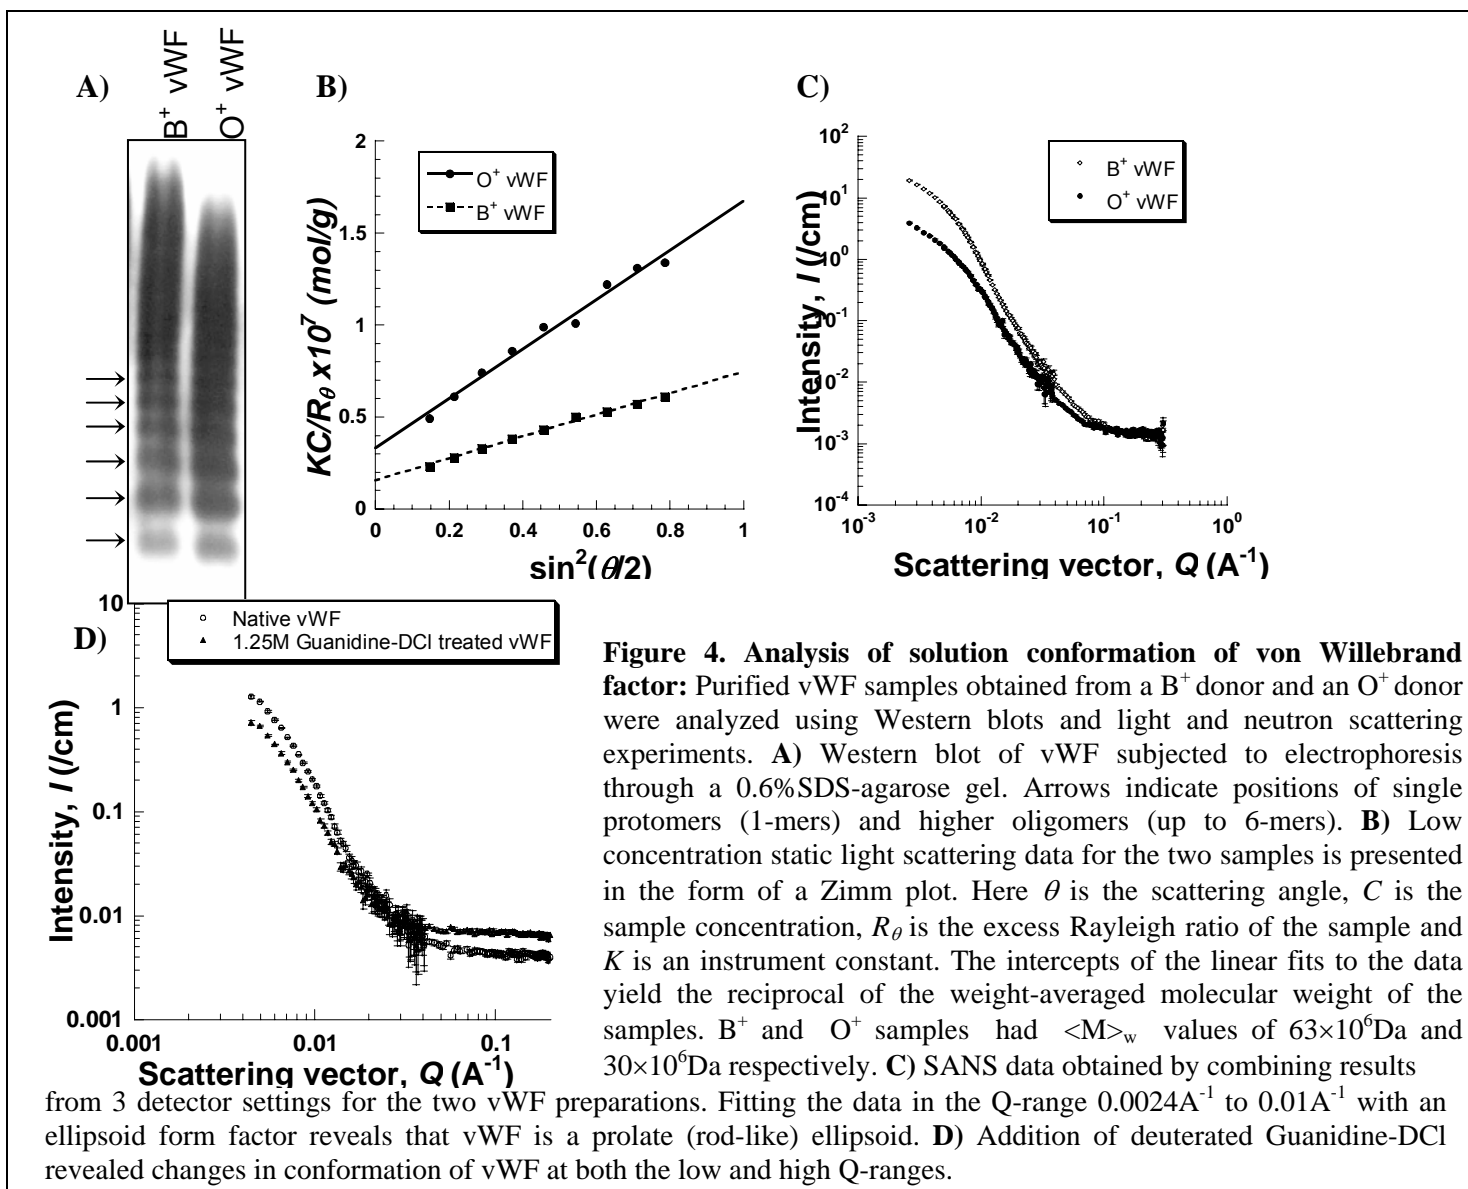 A)
B⁺ vWF
O⁺ vWF
B)
2
1.5
1
0.5
0
KC/R_θ x10⁷ (mol/g)
O⁺ vWF
B⁺ vWF
0 0.2 0.4 0.6 0.8 1
sin²(θ/2)
C)
10²
10¹
10⁰
10⁻¹
10⁻²
10⁻³
10⁻⁴
Intensity, I (/cm)
B⁺ vWF
O⁺ vWF
10⁻³ 10⁻² 10⁻¹ 10⁰
Scattering vector, Q (A⁻¹)
D)
10
1
0.1
0.01
0.001
Intensity, I (/cm)
Native vWF
1.25M Guanidine-DCl treated vWF
0.001 0.01 0.1
Scattering vector, Q (A⁻¹)
Figure 4. Analysis of solution conformation of von Willebrand
factor: Purified vWF samples obtained from a B⁺ donor and an O⁺ donor
were analyzed using Western blots and light and neutron scattering
experiments. A) Western blot of vWF subjected to electrophoresis
through a 0.6%SDS-agarose gel. Arrows indicate positions of single
protomers (1-mers) and higher oligomers (up to 6-mers). B) Low
concentration static light scattering data for the two samples is presented
in the form of a Zimm plot. Here θ is the scattering angle, C is the
sample concentration, R_θ is the excess Rayleigh ratio of the sample and
K is an instrument constant. The intercepts of the linear fits to the data
yield the reciprocal of the weight-averaged molecular weight of the
samples. B⁺ and O⁺ samples had <M>w values of 63×10⁶Da and
30×10⁶Da respectively. C) SANS data obtained by combining results
from 3 detector settings for the two vWF preparations. Fitting the data in the Q-range 0.0024A⁻¹ to 0.01A⁻¹ with an
ellipsoid form factor reveals that vWF is a prolate (rod-like) ellipsoid. D) Addition of deuterated Guanidine-DCl
revealed changes in conformation of vWF at both the low and high Q-ranges.